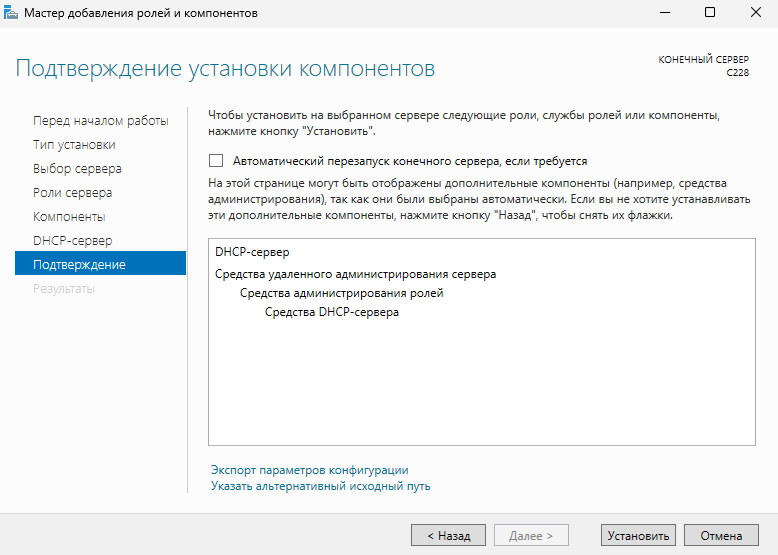 Мастер добавления ролей и компонентов
Подтверждение установки компонентов
КОНЕЧНЫЙ СЕРВЕР
C228
Перед началом работы
Тип установки
Выбор сервера
Роли сервера
Компоненты
DHCP-сервер
Подтверждение
Результаты
Чтобы установить на выбранном сервере следующие роли, службы ролей или компоненты,
нажмите кнопку "Установить".
Автоматический перезапуск конечного сервера, если требуется
На этой странице могут быть отображены дополнительные компоненты (например, средства
администрирования), так как они были выбраны автоматически. Если вы не хотите устанавливать
эти дополнительные компоненты, нажмите кнопку "Назад", чтобы снять их флажки.
DHCP-сервер
Средства удаленного администрирования сервера
Средства администрирования ролей
Средства DHCP-сервера
Экспорт параметров конфигурации
Указать альтернативный исходный путь
< Назад
Далее >
Установить
Отмена